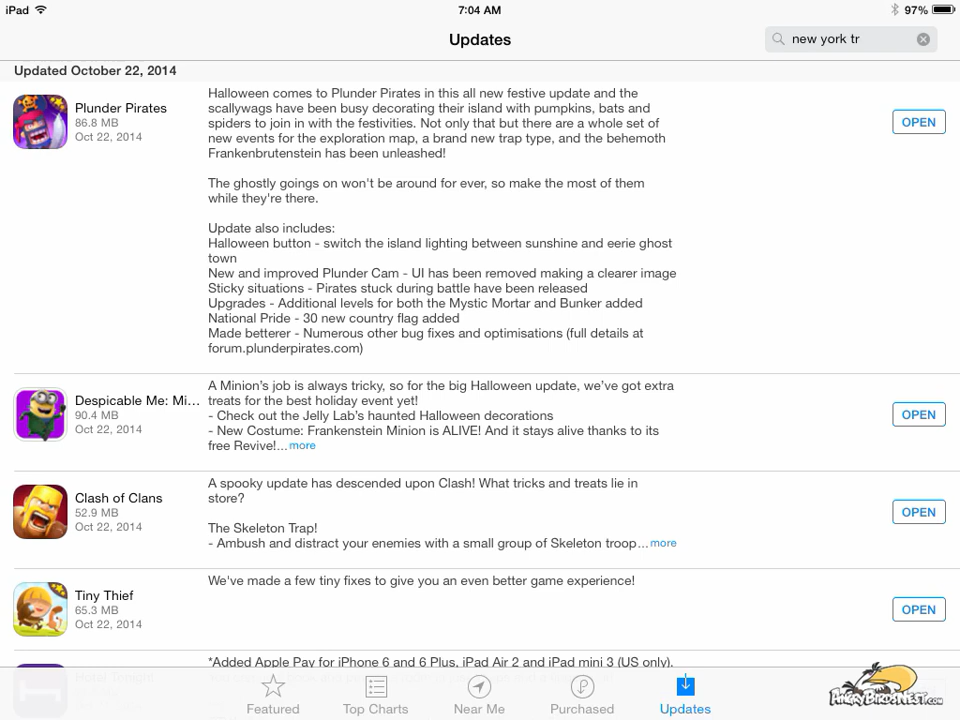 iPad 7:04 AM 97%
Updates
new york tr
Updated October 22, 2014
Plunder Pirates
86.8 MB
Oct 22, 2014
Halloween comes to Plunder Pirates in this all new festive update and the
scallywags have been busy decorating their island with pumpkins, bats and
spiders to join in with the festivities. Not only that but there are a whole set of
new events for the exploration map, a brand new trap type, and the behemoth
Frankenbrutenstein has been unleashed!
The ghostly goings on won't be around for ever, so make the most of them
while they're there.
Update also includes:
Halloween button - switch the island lighting between sunshine and eerie ghost
town
New and improved Plunder Cam - UI has been removed making a clearer image
Sticky situations - Pirates stuck during battle have been released
Upgrades - Additional levels for both the Mystic Mortar and Bunker added
National Pride - 30 new country flag added
Made betterer - Numerous other bug fixes and optimisations (full details at
forum.plunderpirates.com)
OPEN
Despicable Me: Mi...
90.4 MB
Oct 22, 2014
A Minion's job is always tricky, so for the big Halloween update, we've got extra
treats for the best holiday event yet!
- Check out the Jelly Lab's haunted Halloween decorations
- New Costume: Frankenstein Minion is ALIVE! And it stays alive thanks to its
free Revive!... more
OPEN
Clash of Clans
52.9 MB
Oct 22, 2014
A spooky update has descended upon Clash! What tricks and treats lie in
store?
The Skeleton Trap!
- Ambush and distract your enemies with a small group of Skeleton troop... more
OPEN
Tiny Thief
65.3 MB
Oct 22, 2014
We've made a few tiny fixes to give you an even better game experience!
OPEN
*Added Apple Pay for iPhone 6 and 6 Plus, iPad Air 2 and iPad mini 3 (US only).
Hotel Tonight
Featured
Top Charts
Near Me
Purchased
Updates
AngryBirdsNest.com